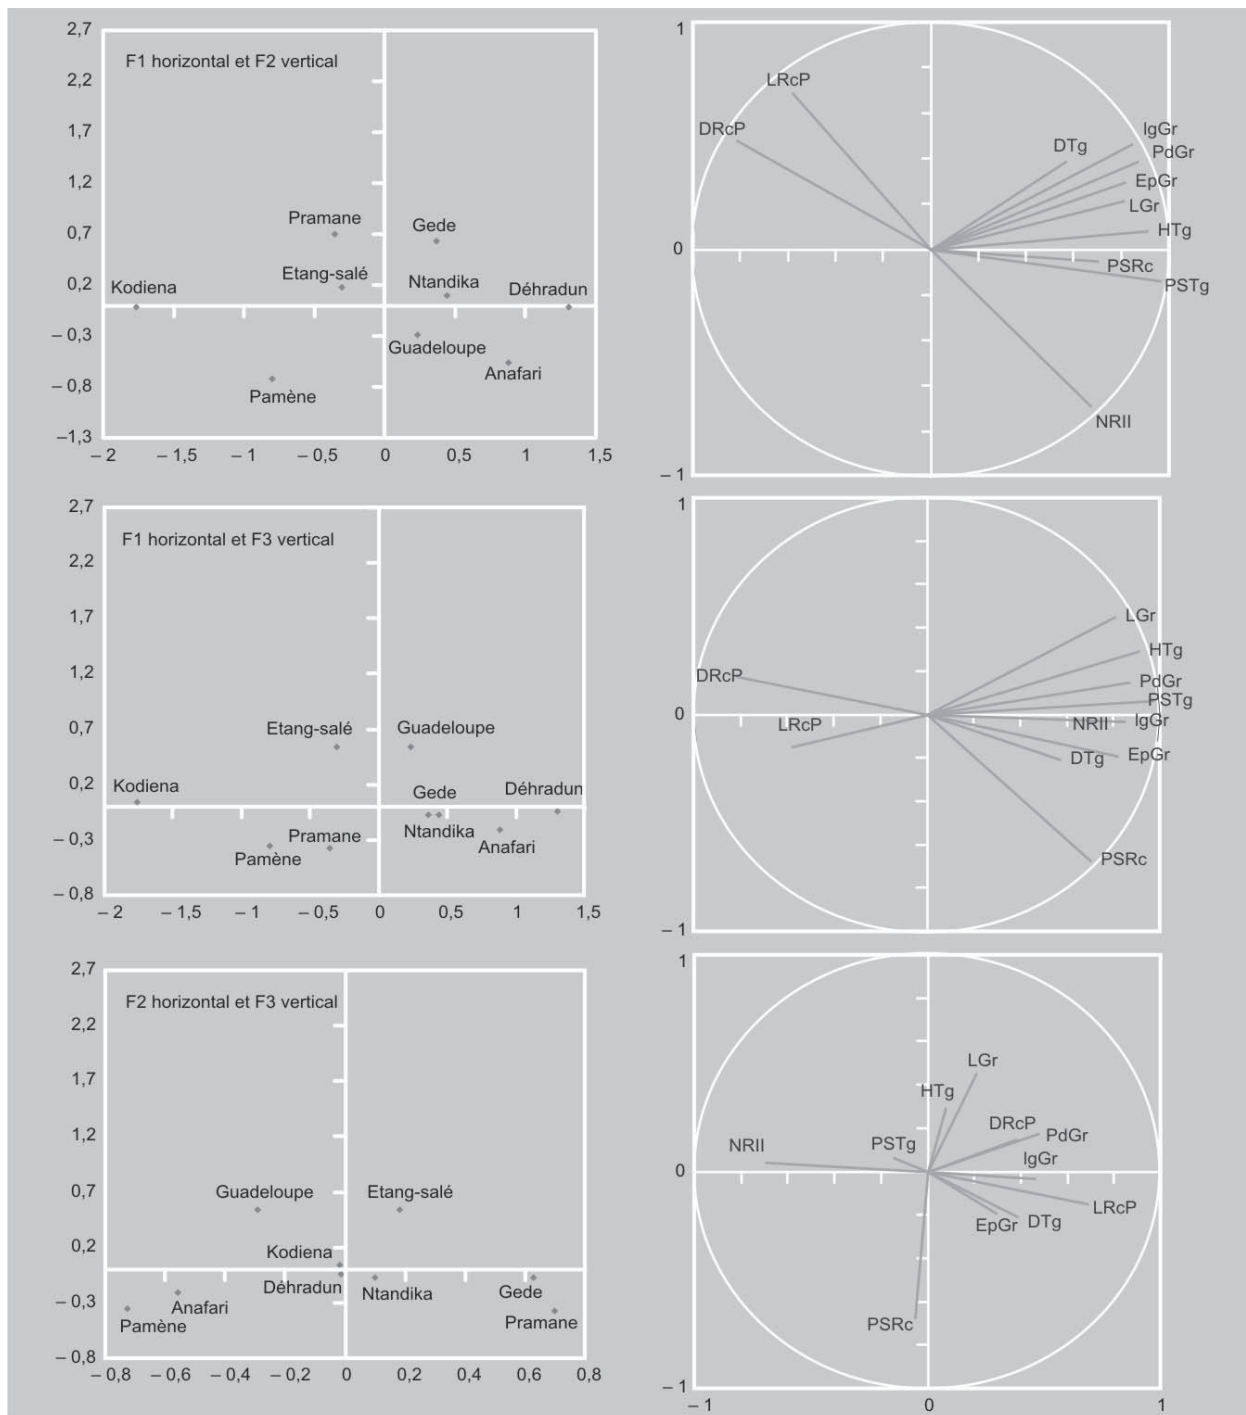 2,7
F1 horizontal et F2 vertical
2,2
1,7
1,2
Pramane
Gede
0,7
Etang-salé
Ntandika
Kodiena
Déhradun
0,2
– 0,3
Guadeloupe
Anafari
– 0,8
Pamène
–1,3
– 2 – 1,5 – 1 – 0,5 0 0,5 1 1,5
1
LRcP
DRcP
IgGr
DTg
PdGr
EpGr
LGr
HTg
0
PSRc
PSTg
NRII
– 1
2,7
F1 horizontal et F3 vertical
2,2
1,7
1,2
0,7
Etang-salé
Guadeloupe
Kodiena
Gede
Déhradun
0,2
– 0,3
Pramane
Ntandika
Pamène
Anafari
– 0,8
– 2 – 1,5 – 1 – 0,5 0 0,5 1 1,5
1
LGr
HTg
DRcP
PdGr
PSTg
0
LRcP
NRII
IgGr
DTg
EpGr
PSRc
– 1
2,7
F2 horizontal et F3 vertical
2,2
1,7
1,2
0,7
Guadeloupe
Etang-salé
0,2
Kodiena
Déhradun
Ntandika
Gede
– 0,3
Anafari
Pamène
Pramane
– 0,8
– 0,8 – 0,6 – 0,4 – 0,2 0 0,2 0,4 0,6 0,8
1
LGr
HTg
DRcP
PdGr
NRII
PSTg
IgGr
0
LRcP
EpGr
DTg
PSRc
– 1
– 1 0 1